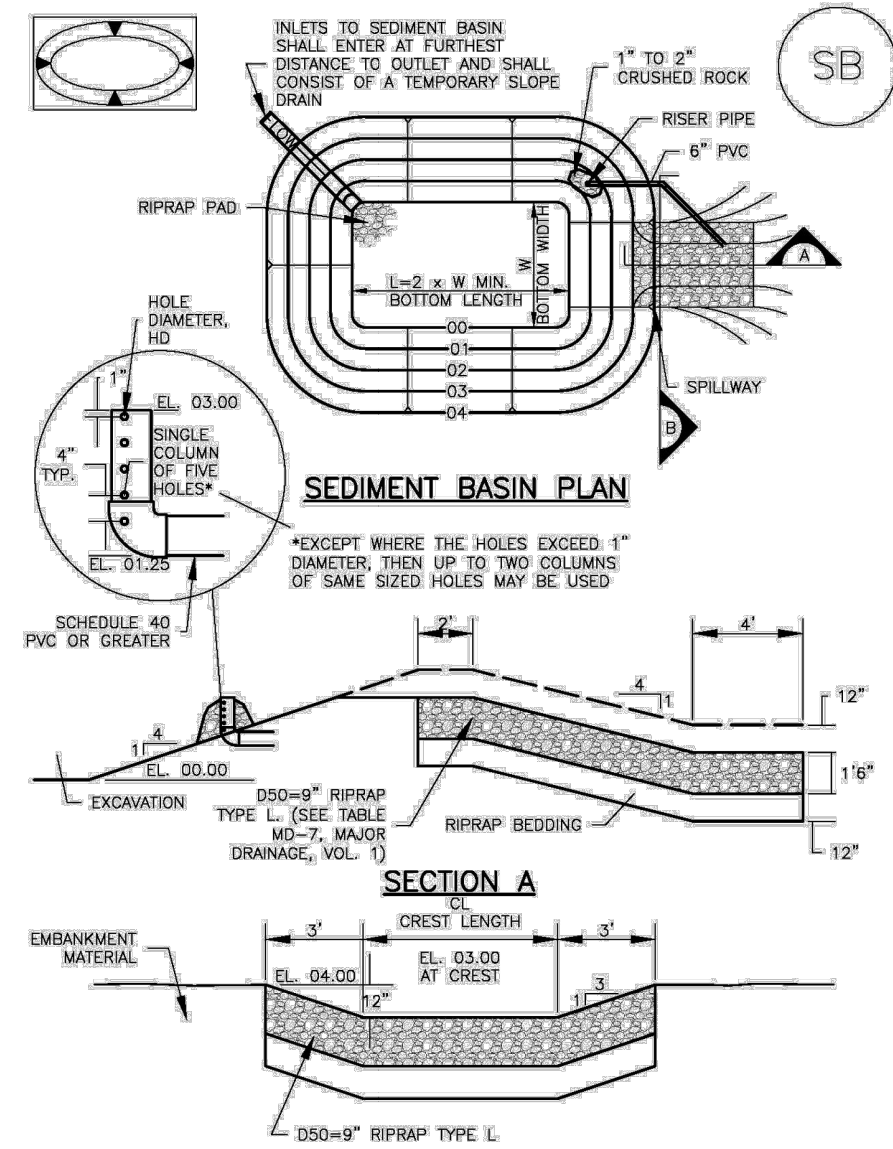 INLETS TO SEDIMENT BASIN
SHALL ENTER AT FURTHEST
DISTANCE TO OUTLET AND SHALL
CONSIST OF A TEMPORARY SLOPE
DRAIN
1" TO 2"
CRUSHED ROCK
SB
RISER PIPE
6" PVC
FLOW
RIPRAP PAD
W
BOTTOM WIDTH
L=2 x W MIN.
BOTTOM LENGTH
A
00
01
02
03
04
SPILLWAY
B
HOLE
DIAMETER,
HD
1"
EL. 03.00
4"
TYP.
SINGLE
COLUMN
OF FIVE
HOLES*
EL. 01.25
SEDIMENT BASIN PLAN
*EXCEPT WHERE THE HOLES EXCEED 1"
DIAMETER, THEN UP TO TWO COLUMNS
OF SAME SIZED HOLES MAY BE USED
SCHEDULE 40
PVC OR GREATER
2'
4'
4
1
12"
4
1
EL. 00.00
EXCAVATION
1'6"
D50=9" RIPRAP
TYPE L. (SEE TABLE
MD-7, MAJOR
DRAINAGE, VOL. 1)
RIPRAP BEDDING
12"
SECTION A
CL
CREST LENGTH
3'
3'
EMBANKMENT
MATERIAL
EL. 04.00
EL. 03.00
AT CREST
12"
3
1
D50=9" RIPRAP TYPE L